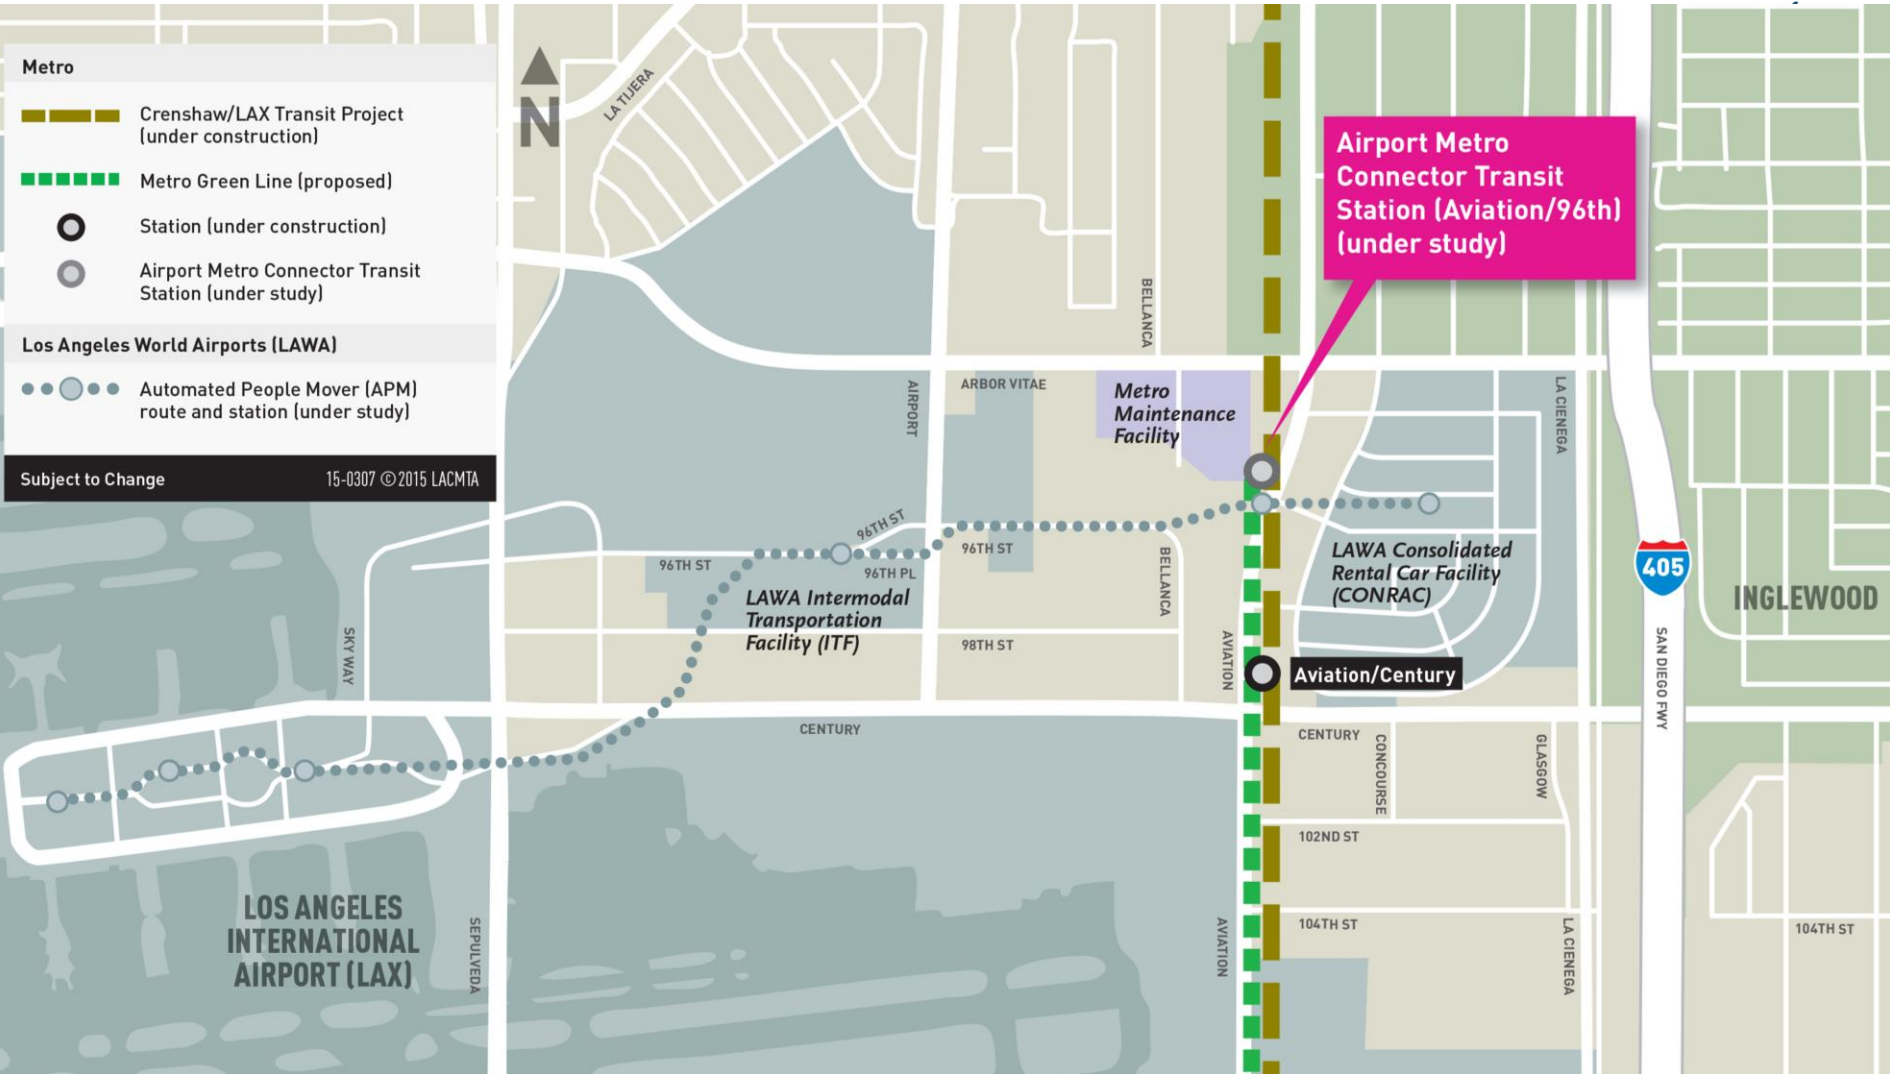 Metro
Crenshaw/LAX Transit Project
(under construction)
Metro Green Line (proposed)
Station (under construction)
Airport Metro Connector Transit
Station (under study)
Los Angeles World Airports (LAWA)
Automated People Mover (APM)
route and station (under study)
Subject to Change
15-0307 ©2015 LACMTA
N
LA TIJERA
Airport Metro
Connector Transit
Station (Aviation/96th)
(under study)
BELLANCA
ARBOR VITAE
AIRPORT
Metro
Maintenance
Facility
LA CIENEGA
96TH ST
96TH ST
96TH PL
96TH ST
BELLANCA
LAWA Consolidated
Rental Car Facility
(CONRAC)
405
INGLEWOOD
LAWA Intermodal
Transportation
Facility (ITF)
SKY WAY
98TH ST
AVIATION
Aviation/Century
SAN DIEGO FWY
CENTURY
CENTURY
CONCOURSE
GLASGOW
102ND ST
LOS ANGELES
INTERNATIONAL
AIRPORT (LAX)
SEPULVEDA
AVIATION
104TH ST
LA CIENEGA
104TH ST